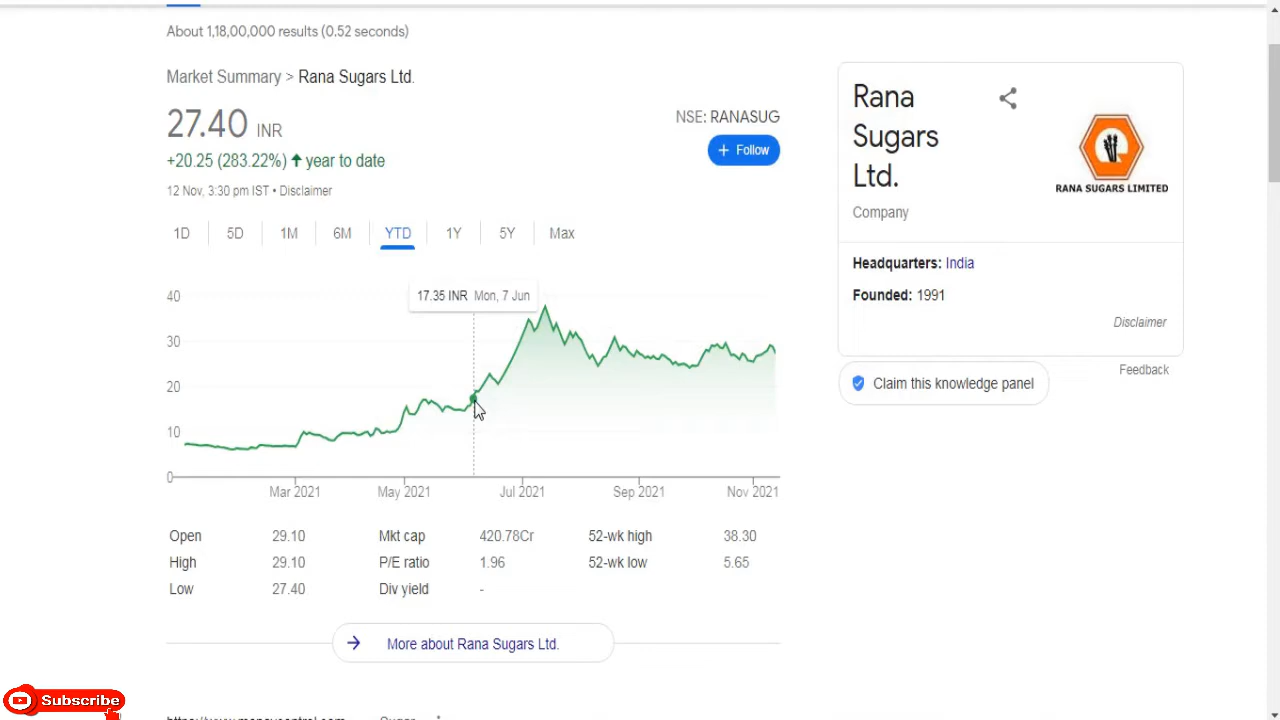 About 1,18,00,000 results (0.52 seconds)
Market Summary > Rana Sugars Ltd.
27.40 INR
+20.25 (283.22%) ↑ year to date
12 Nov, 3:30 pm IST • Disclaimer
NSE: RANASUG
+ Follow
1D 5D 1M 6M YTD 1Y 5Y Max
17.35 INR Mon, 7 Jun
40
30
20
10
0
Mar 2021 May 2021 Jul 2021 Sep 2021 Nov 2021
Open 29.10 Mkt cap 420.78Cr 52-wk high 38.30
High 29.10 P/E ratio 1.96 52-wk low 5.65
Low 27.40 Div yield -
More about Rana Sugars Ltd.
Rana
Sugars
Ltd.
Company
RANA SUGARS LIMITED
Headquarters: India
Founded: 1991
Disclaimer
Feedback
Claim this knowledge panel
Subscribe